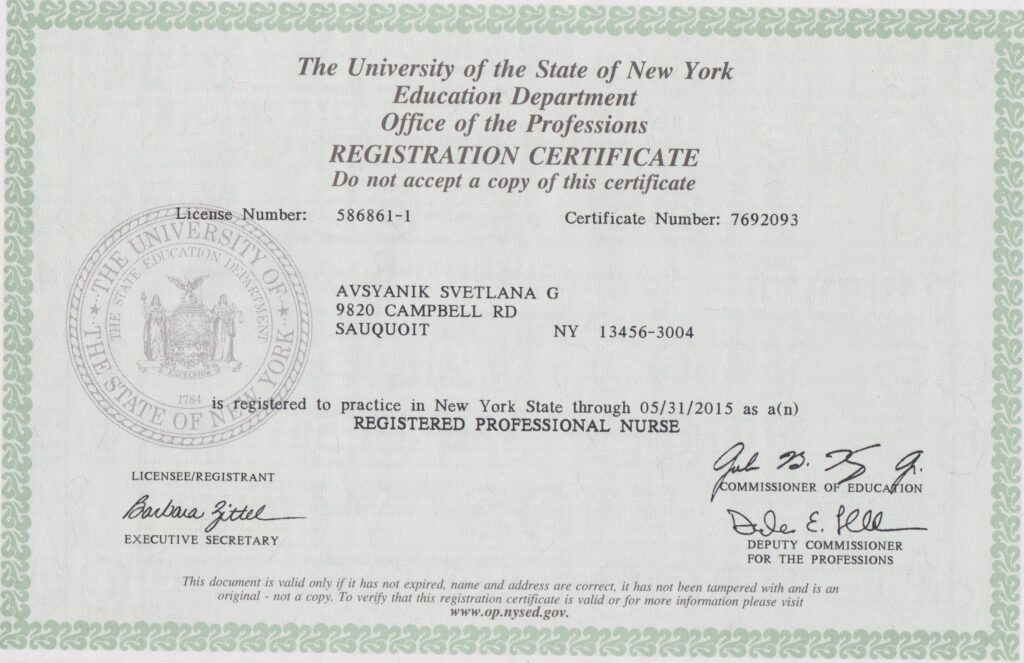 The University of the State of New York
Education Department
Office of the Professions
REGISTRATION CERTIFICATE
Do not accept a copy of this certificate
License Number: 586861-1 Certificate Number: 7692093
THE UNIVERSITY OF THE STATE OF NEW YORK
THE STATE EDUCATION DEPARTMENT
EXCELSIOR
1784
AVSYANIK SVETLANA G
9820 CAMPBELL RD
SAUQUOIT NY 13456-3004
is registered to practice in New York State through 05/31/2015 as a(n)
REGISTERED PROFESSIONAL NURSE
LICENSEE/REGISTRANT
Barbara Zittel
EXECUTIVE SECRETARY
COMMISSIONER OF EDUCATION
DEPUTY COMMISSIONER
FOR THE PROFESSIONS
This document is valid only if it has not expired, name and address are correct, it has not been tampered with and is an
original - not a copy. To verify that this registration certificate is valid or for more information please visit
www.op.nysed.gov.